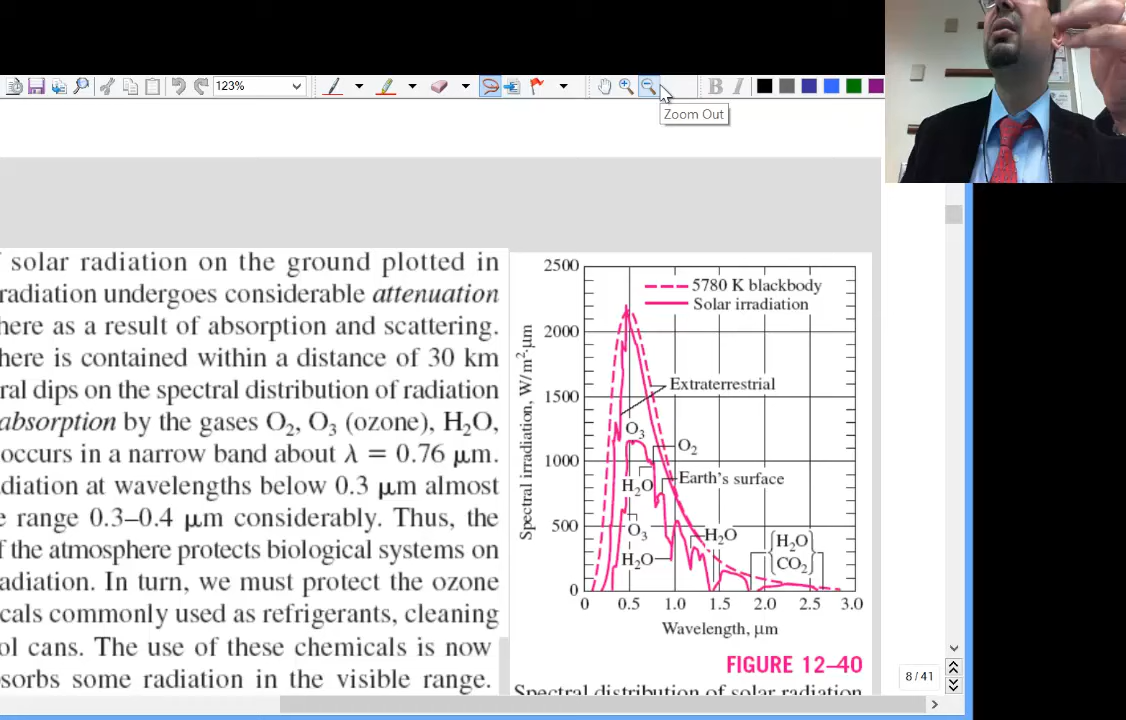 123%
B I
Zoom Out
solar radiation on the ground plotted in
radiation undergoes considerable attenuation
here as a result of absorption and scattering.
here is contained within a distance of 30 km
ral dips on the spectral distribution of radiation
absorption by the gases O₂, O₃ (ozone), H₂O,
occurs in a narrow band about λ = 0.76 μm.
diation at wavelengths below 0.3 μm almost
e range 0.3–0.4 μm considerably. Thus, the
f the atmosphere protects biological systems on
adiation. In turn, we must protect the ozone
cals commonly used as refrigerants, cleaning
ol cans. The use of these chemicals is now
sorbs some radiation in the visible range.
2500
2000
1500
1000
500
0
Spectral irradiation, W/m²·μm
5780 K blackbody
Solar irradiation
Extraterrestrial
O₃
O₂
H₂O
Earth's surface
O₃
H₂O
H₂O
H₂O
CO₂
0 0.5 1.0 1.5 2.0 2.5 3.0
Wavelength, μm
FIGURE 12–40
Spectral distribution of solar radiation
8 / 41